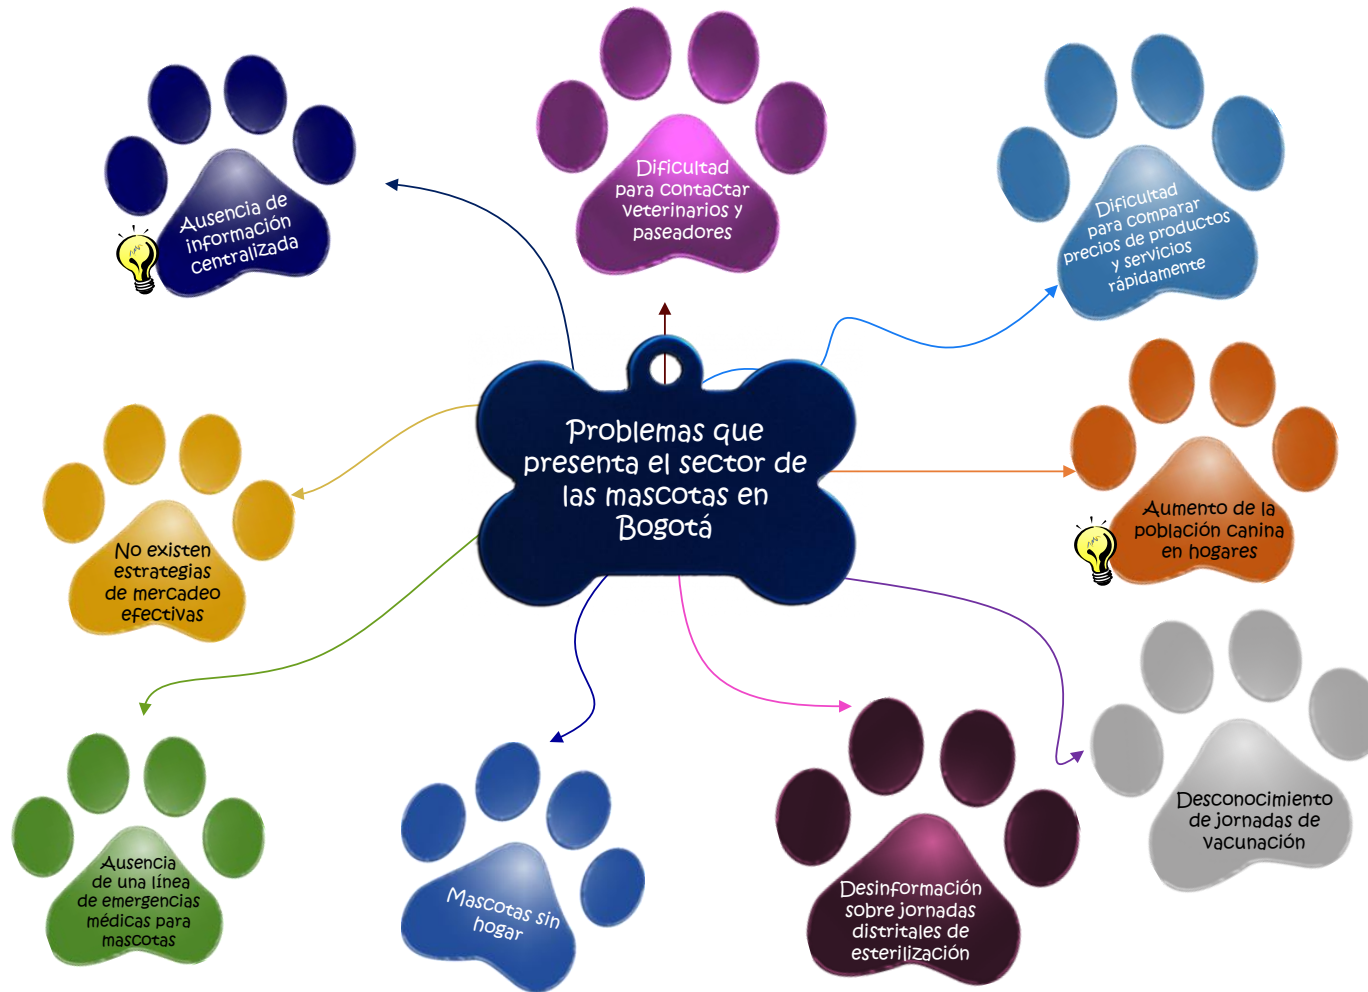 Dificultad
para contactar
veterinarios y
paseadores
Dificultad
para comparar
precios de productos
y servicios
rápidamente
Ausencia de
información
centralizada
Problemas que
presenta el sector de
las mascotas en
Bogotá
Aumento de la
población canina
en hogares
No existen
estrategias
de mercadeo
efectivas
Desconocimiento
de jornadas de
vacunación
Ausencia
de una línea
de emergencias
médicas para
mascotas
Mascotas sin
hogar
Desinformación
sobre jornadas
distritales de
esterilización